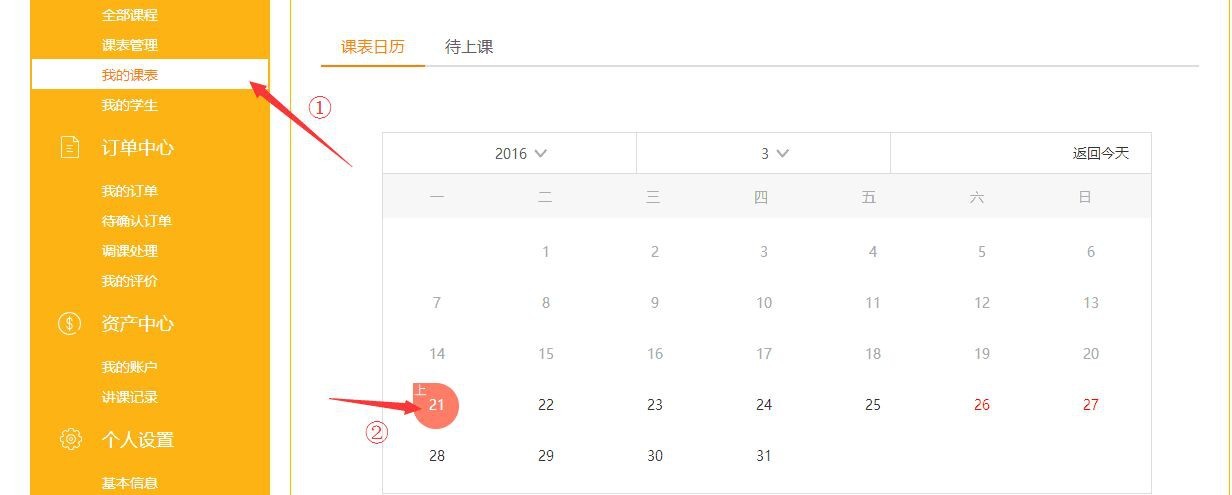 全部课程
课表管理
我的课表
我的学生
订单中心
我的订单
待确认订单
调课处理
我的评价
资产中心
我的账户
讲课记录
个人设置
基本信息
①
课表日历 待上课
2016 3 返回今天
一 二 三 四 五 六 日
1 2 3 4 5 6
7 8 9 10 11 12 13
14 15 16 17 18 19 20
上
21 22 23 24 25 26 27
②
28 29 30 31